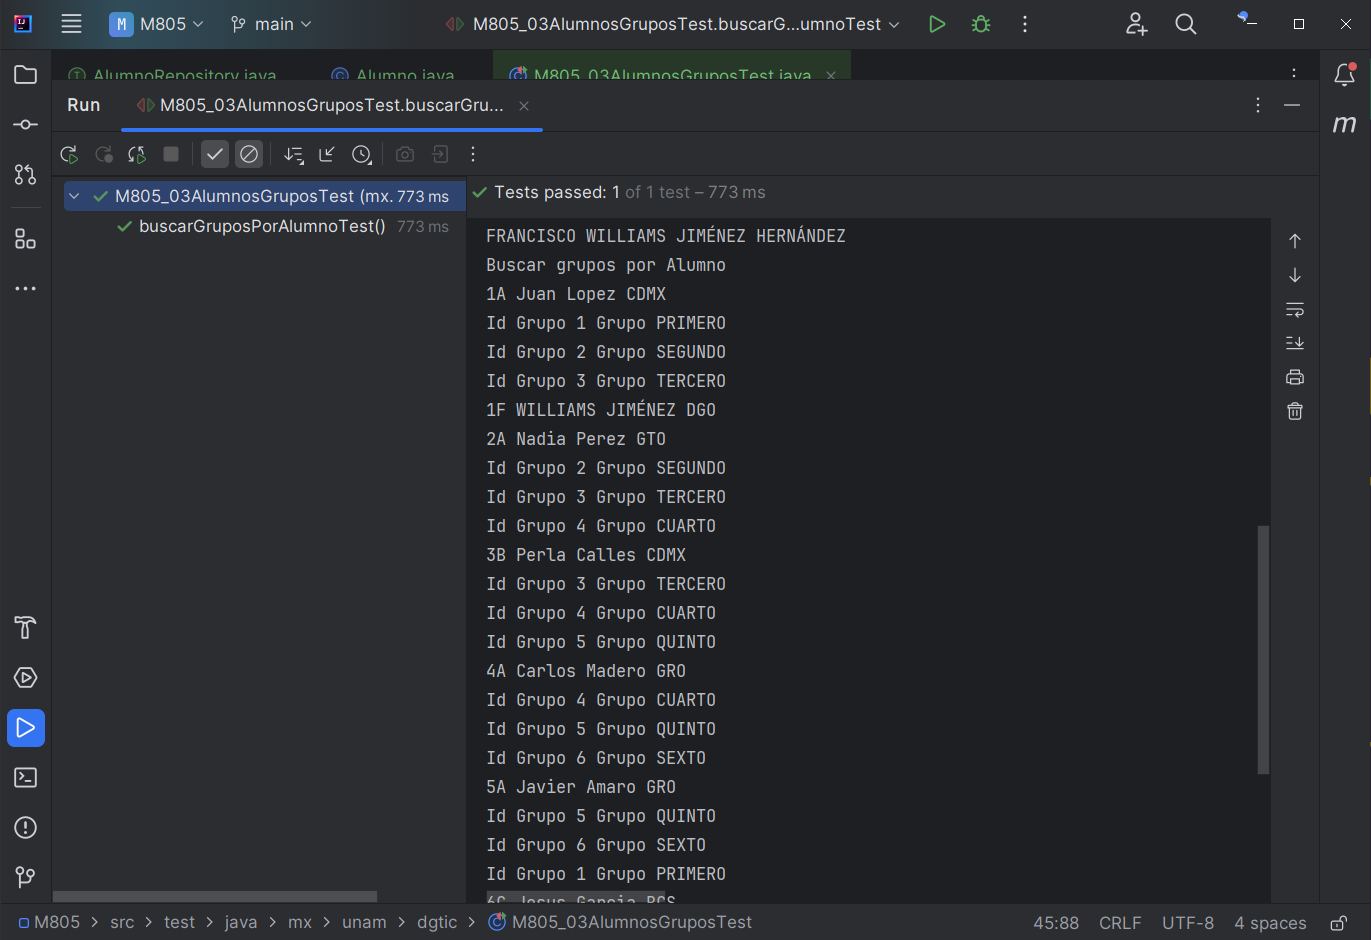 M M805 main M805_03AlumnosGruposTest.buscarG...umnoTest
AlumnoRepository.java Alumno.java M805_03AlumnosGruposTest.java
Run M805_03AlumnosGruposTest.buscarGru...
M805_03AlumnosGruposTest (mx. 773 ms
buscarGruposPorAlumnoTest() 773 ms
Tests passed: 1 of 1 test – 773 ms
FRANCISCO WILLIAMS JIMÉNEZ HERNÁNDEZ
Buscar grupos por Alumno
1A Juan Lopez CDMX
Id Grupo 1 Grupo PRIMERO
Id Grupo 2 Grupo SEGUNDO
Id Grupo 3 Grupo TERCERO
1F WILLIAMS JIMÉNEZ DGO
2A Nadia Perez GTO
Id Grupo 2 Grupo SEGUNDO
Id Grupo 3 Grupo TERCERO
Id Grupo 4 Grupo CUARTO
3B Perla Calles CDMX
Id Grupo 3 Grupo TERCERO
Id Grupo 4 Grupo CUARTO
Id Grupo 5 Grupo QUINTO
4A Carlos Madero GRO
Id Grupo 4 Grupo CUARTO
Id Grupo 5 Grupo QUINTO
Id Grupo 6 Grupo SEXTO
5A Javier Amaro GRO
Id Grupo 5 Grupo QUINTO
Id Grupo 6 Grupo SEXTO
Id Grupo 1 Grupo PRIMERO
6C Jesus Garcia BCS
M805 > src > test > java > mx > unam > dgtic > M805_03AlumnosGruposTest 45:88 CRLF UTF-8 4 spaces